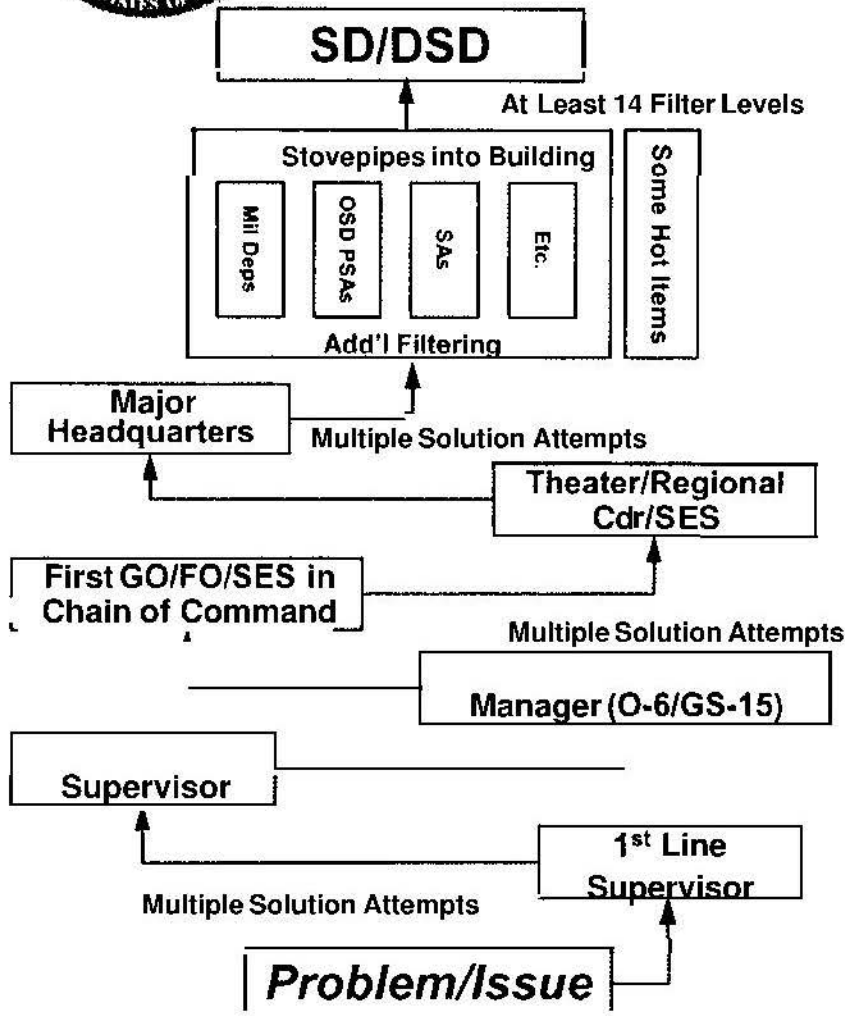 SD/DSD
At Least 14 Filter Levels
Stovepipes into Building
Mil Deps
OSD PSAs
SAs
Etc.
Some Hot Items
Add'l Filtering
Major
Headquarters
Multiple Solution Attempts
Theater/Regional
Cdr/SES
First GO/FO/SES in
Chain of Command
Multiple Solution Attempts
Manager (O-6/GS-15)
Supervisor
1st Line
Supervisor
Multiple Solution Attempts
Problem/Issue